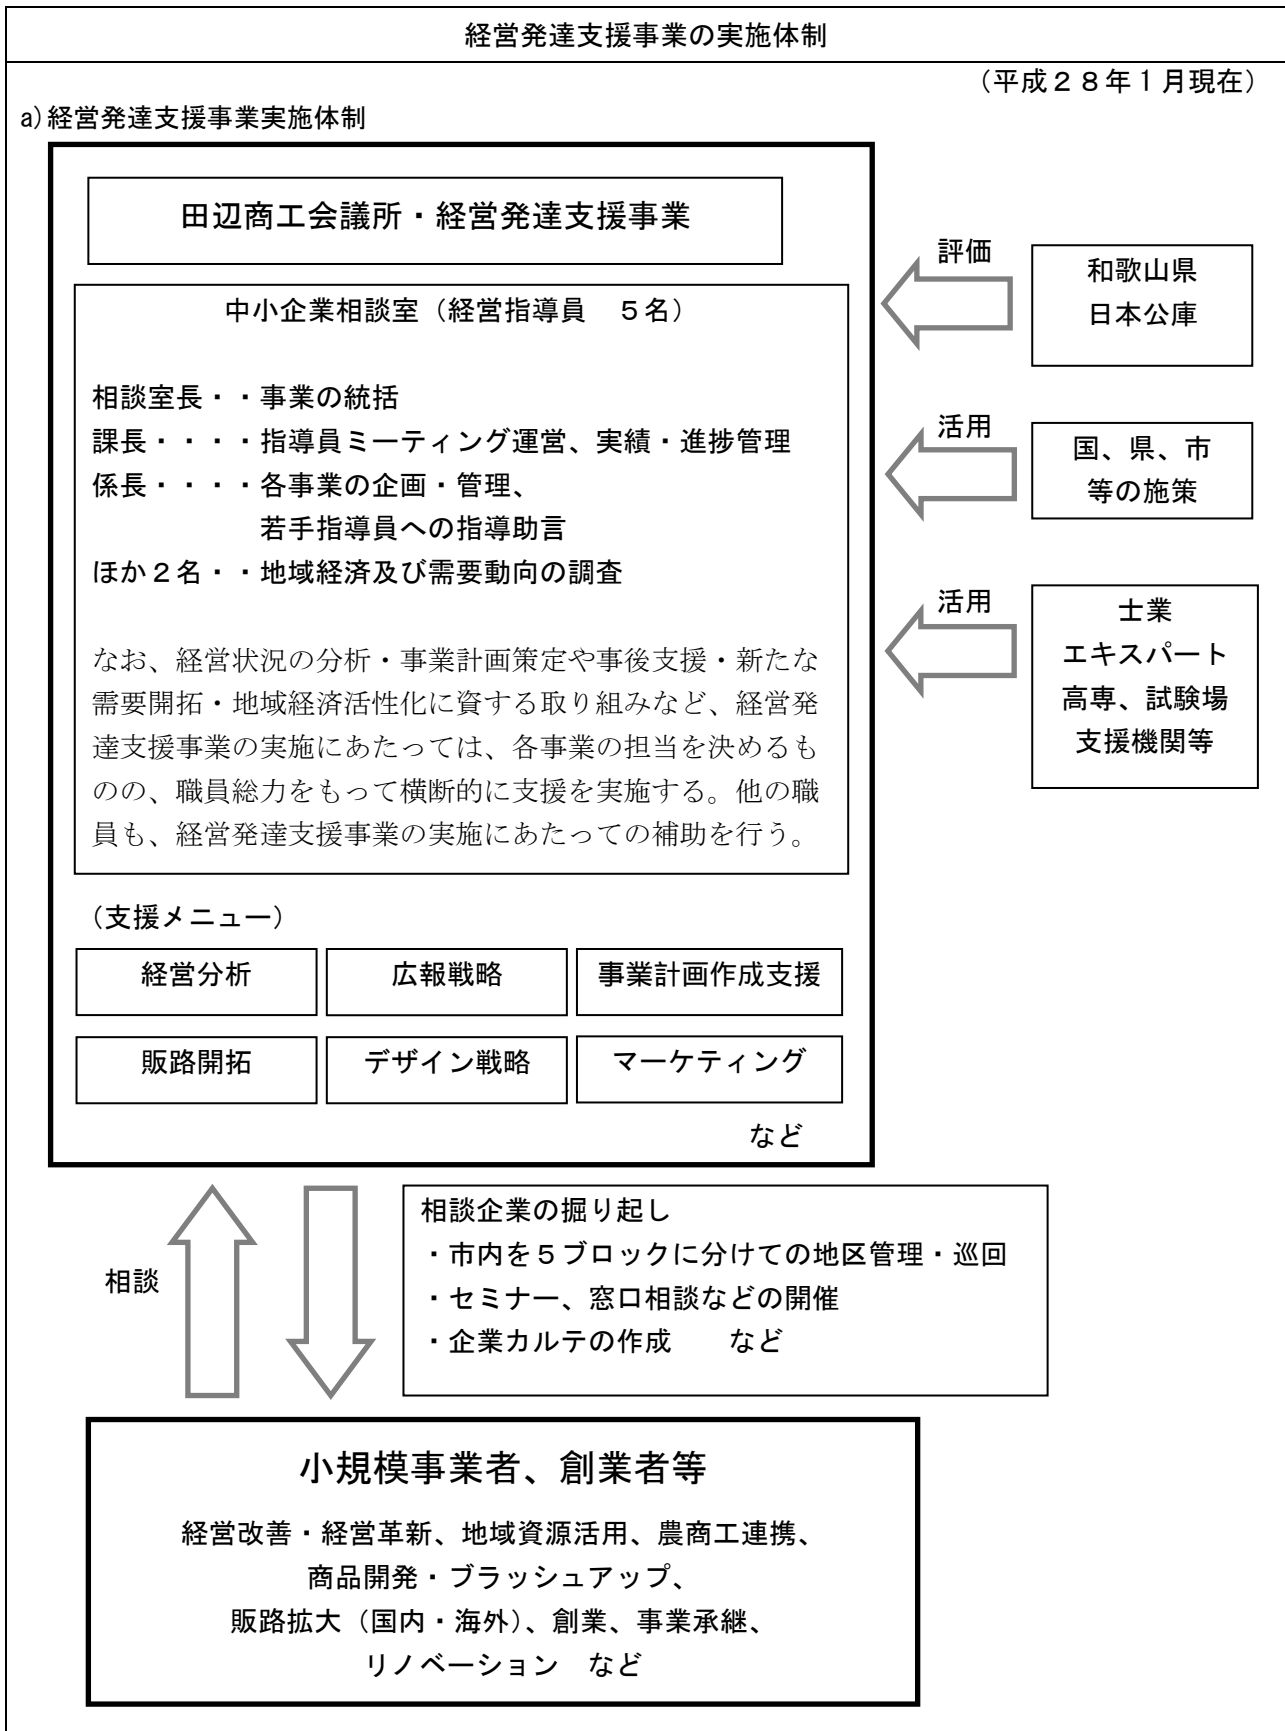 経営発達支援事業の実施体制
（平成２８年１月現在）
a)経営発達支援事業実施体制
田辺商工会議所・経営発達支援事業
中小企業相談室（経営指導員　５名）
相談室長・・事業の統括
課長・・・・指導員ミーティング運営、実績・進捗管理
係長・・・・各事業の企画・管理、
若手指導員への指導助言
ほか２名・・地域経済及び需要動向の調査
なお、経営状況の分析・事業計画策定や事後支援・新たな
需要開拓・地域経済活性化に資する取り組みなど、経営発
達支援事業の実施にあたっては、各事業の担当を決めるも
のの、職員総力をもって横断的に支援を実施する。他の職
員も、経営発達支援事業の実施にあたっての補助を行う。
（支援メニュー）
経営分析　広報戦略　事業計画作成支援
販路開拓　デザイン戦略　マーケティング
など
評価
和歌山県
日本公庫
活用
国、県、市
等の施策
活用
士業
エキスパート
高専、試験場
支援機関等
相談
相談企業の掘り起し
・市内を５ブロックに分けての地区管理・巡回
・セミナー、窓口相談などの開催
・企業カルテの作成　　など
小規模事業者、創業者等
経営改善・経営革新、地域資源活用、農商工連携、
商品開発・ブラッシュアップ、
販路拡大（国内・海外）、創業、事業承継、
リノベーション　など